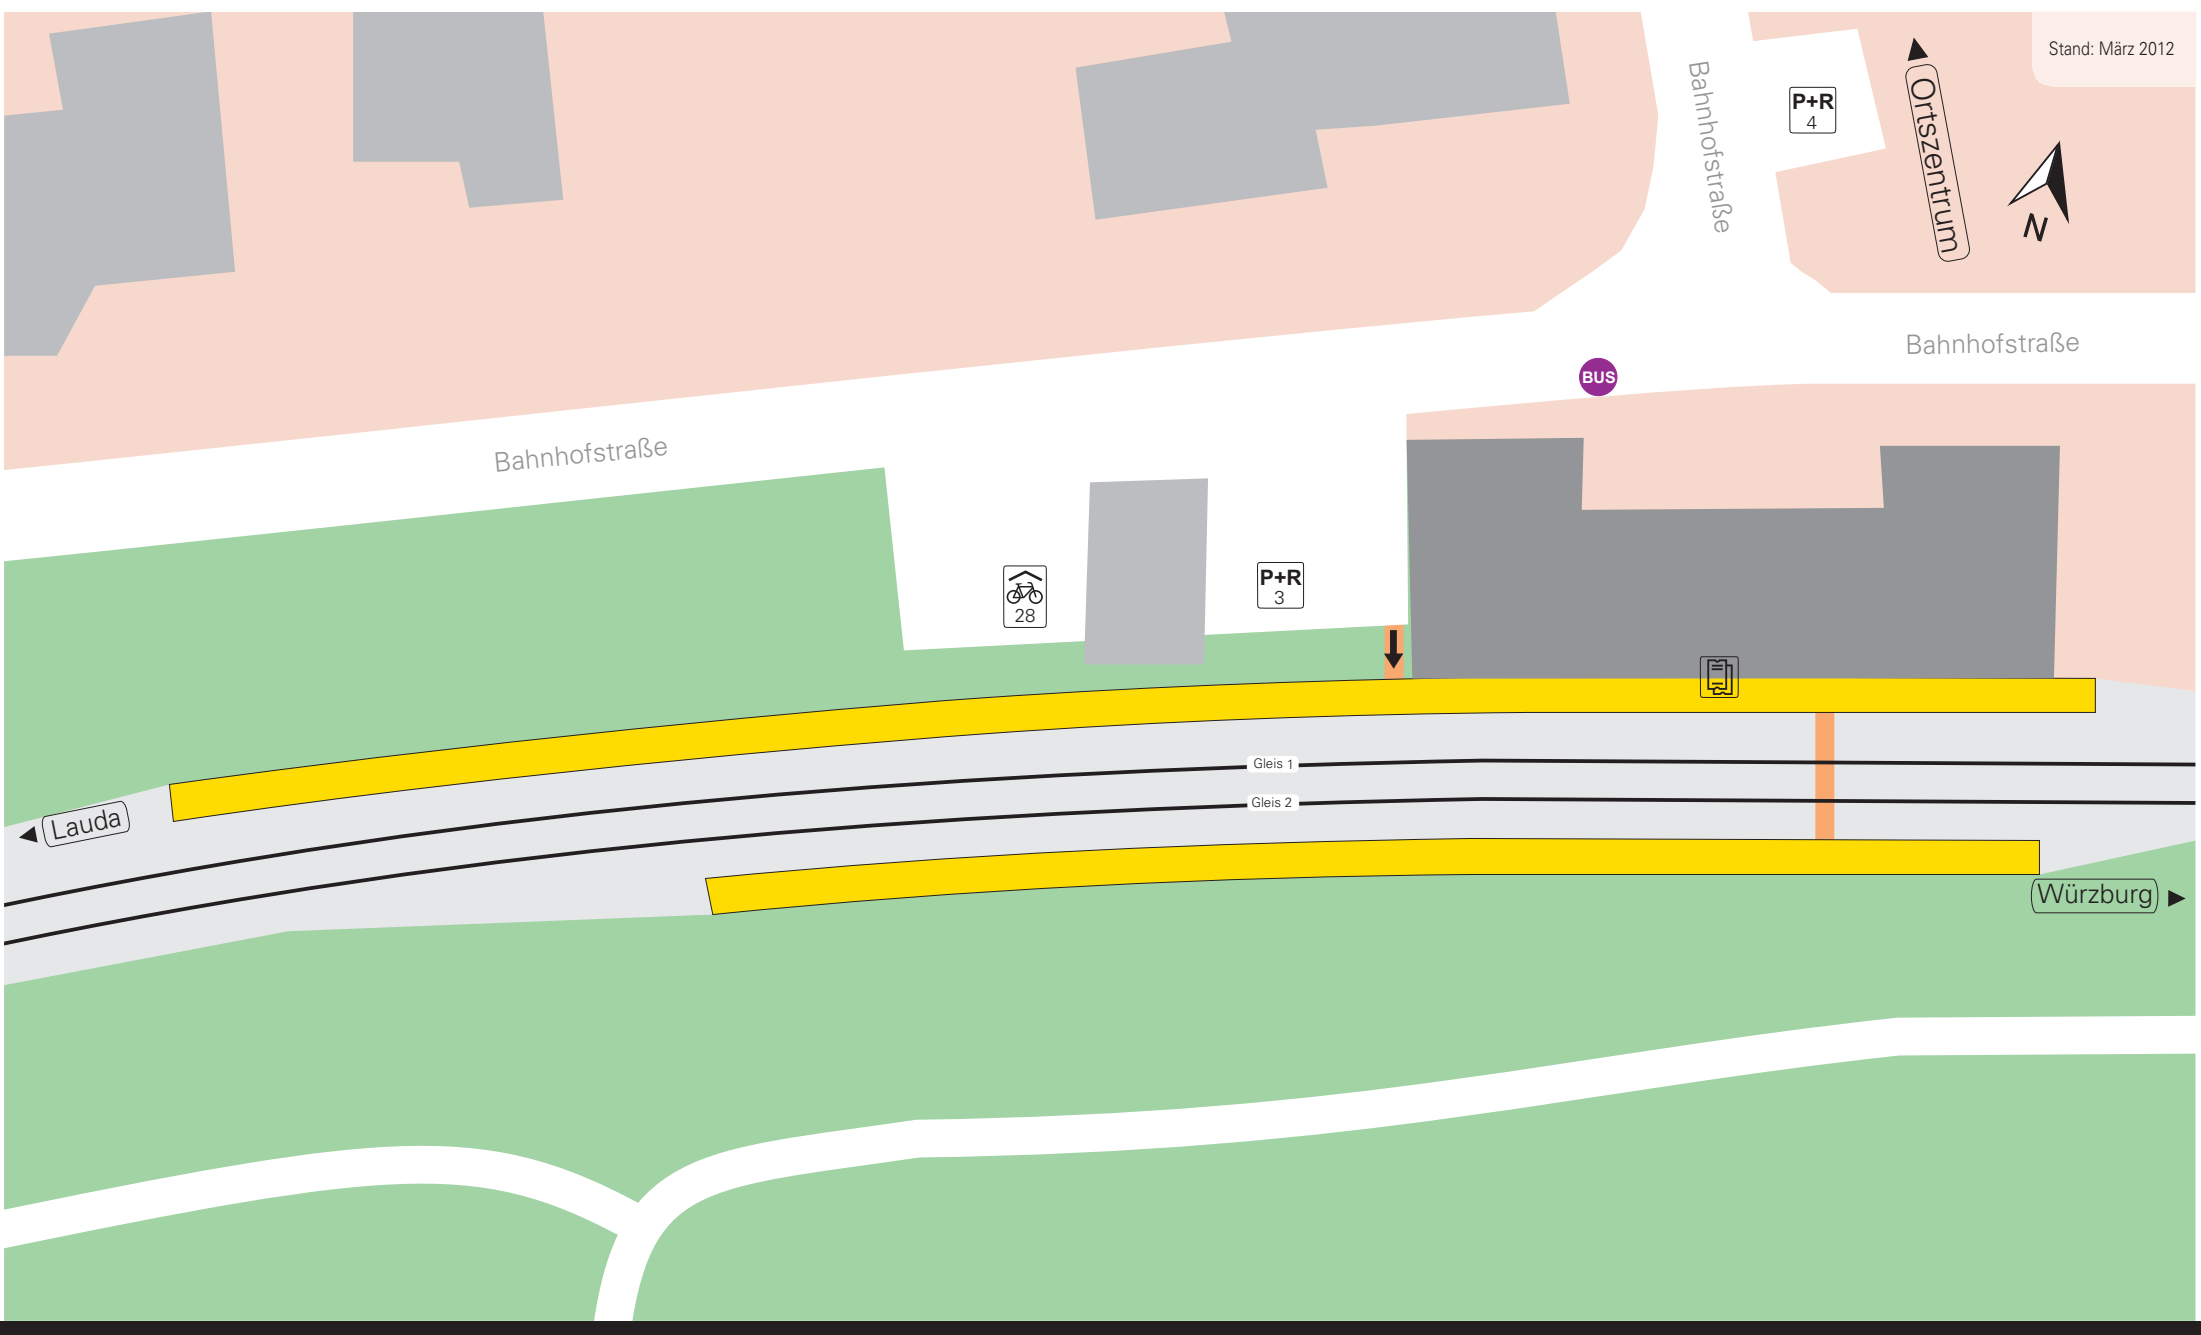 Stand: März 2012
Bahnhofstraße
P+R
4
Ortszentrum
N
Bahnhofstraße
BUS
Bahnhofstraße
28
P+R
3
Gleis 1
Gleis 2
Lauda
Würzburg